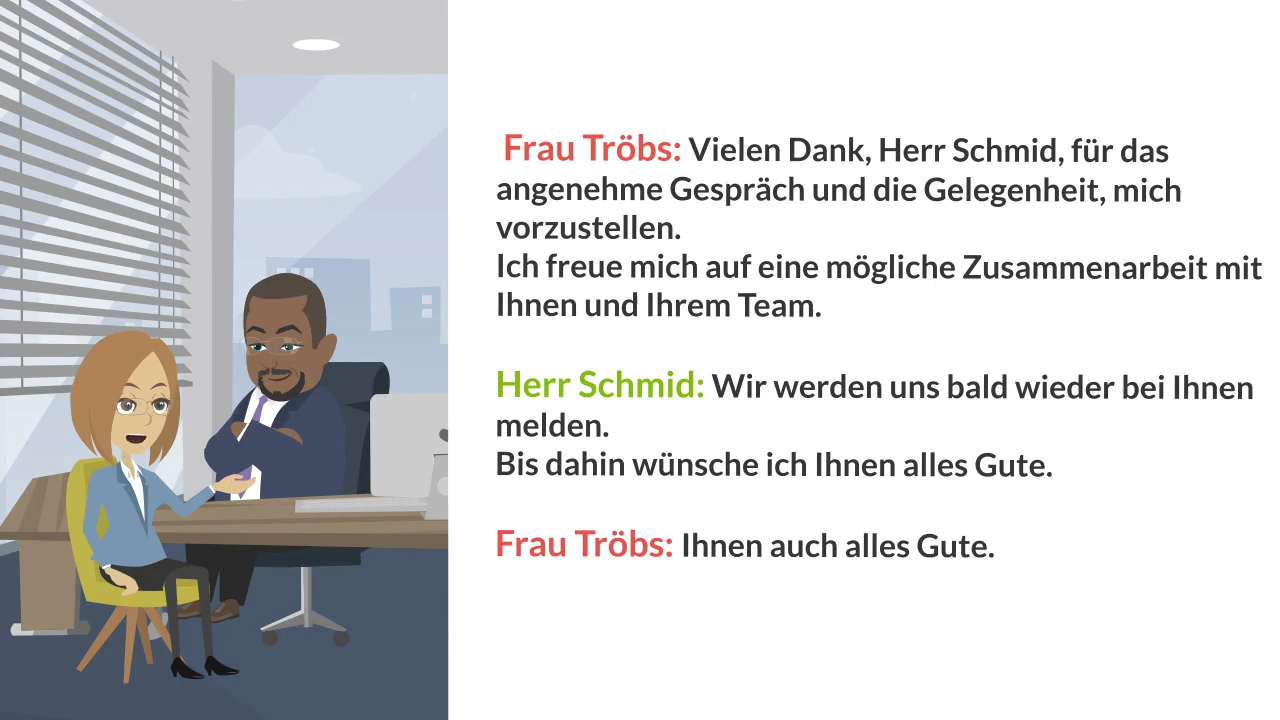 Frau Tröbs: Vielen Dank, Herr Schmid, für das
angenehme Gespräch und die Gelegenheit, mich
vorzustellen.
Ich freue mich auf eine mögliche Zusammenarbeit mit
Ihnen und Ihrem Team.
Herr Schmid: Wir werden uns bald wieder bei Ihnen
melden.
Bis dahin wünsche ich Ihnen alles Gute.
Frau Tröbs: Ihnen auch alles Gute.